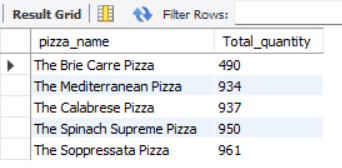 Result Grid Filter Rows:
pizza_name Total_quantity
The Brie Carre Pizza 490
The Mediterranean Pizza 934
The Calabrese Pizza 937
The Spinach Supreme Pizza 950
The Soppressata Pizza 961